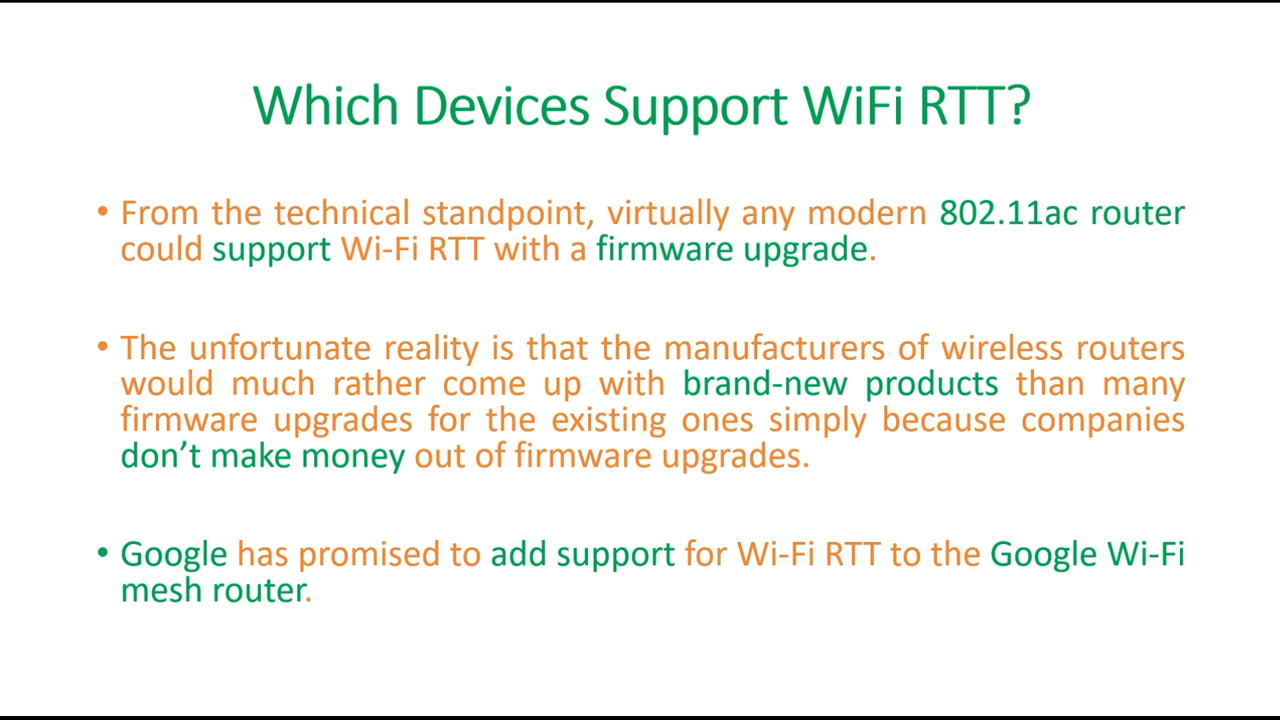 Which Devices Support WiFi RTT?
• From the technical standpoint, virtually any modern 802.11ac router
could support Wi-Fi RTT with a firmware upgrade.
• The unfortunate reality is that the manufacturers of wireless routers
would much rather come up with brand-new products than many
firmware upgrades for the existing ones simply because companies
don’t make money out of firmware upgrades.
• Google has promised to add support for Wi-Fi RTT to the Google Wi-Fi
mesh router.